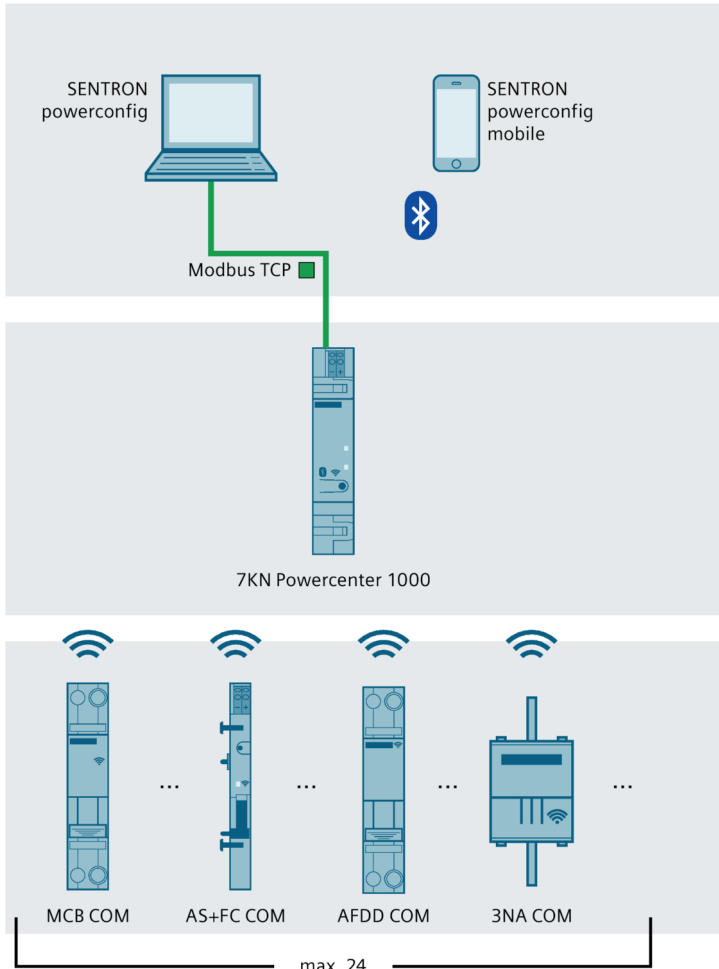 SENTRON
powerconfig
SENTRON
powerconfig
mobile
Modbus TCP
7KN Powercenter 1000
... ... ... ...
MCB COM AS+FC COM AFDD COM 3NA COM
max. 24